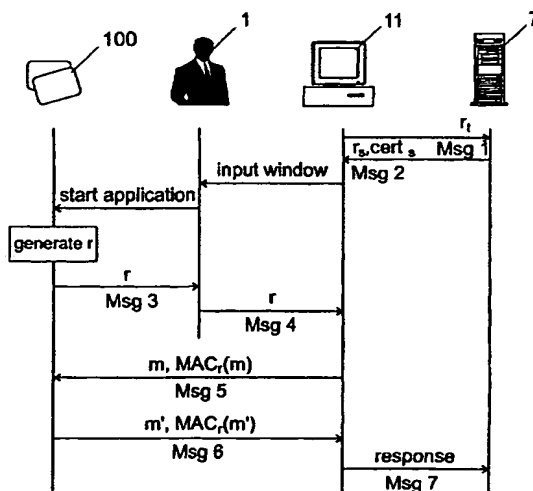 100
1
11
7
r_t
Msg 1
r_s,cert_s
Msg 2
input window
start application
generate r
r
Msg 3
r
Msg 4
m, MAC_r(m)
Msg 5
m', MAC_r(m')
Msg 6
response
Msg 7